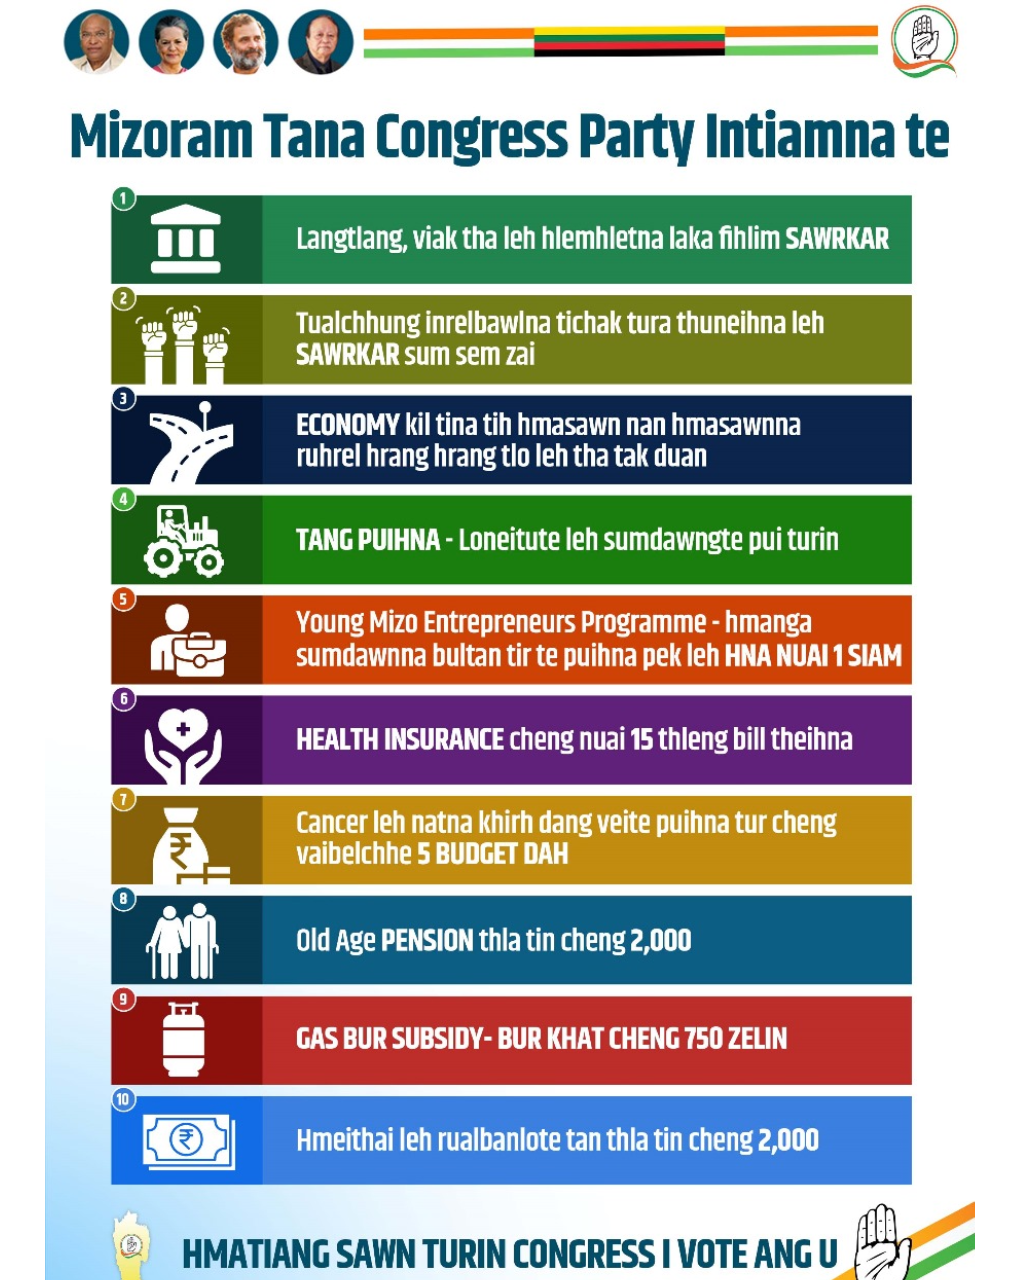 Mizoram Tana Congress Party Intiamna te
1
Langtlang, viak tha leh hlemhletna laka fihlim SAWRKAR
2
Tualchhung inrelbawlna tichak tura thuneihna leh
SAWRKAR sum sem zai
3
ECONOMY kil tina tih hmasawn nan hmasawnna
ruhrel hrang hrang tlo leh tha tak duan
4
TANG PUIHNA - Loneitute leh sumdawngte pui turin
5
Young Mizo Entrepreneurs Programme - hmanga
sumdawnna bultan tir te puihna pek leh HNA NUAI 1 SIAM
6
HEALTH INSURANCE cheng nuai 15 thleng bill theihna
7
₹
Cancer leh natna khirh dang veite puihna tur cheng
vaibelchhe 5 BUDGET DAH
8
Old Age PENSION thla tin cheng 2,000
9
GAS BUR SUBSIDY- BUR KHAT CHENG 750 ZELIN
10
₹
Hmeithai leh rualbanlote tan thla tin cheng 2,000
HMATIANG SAWN TURIN CONGRESS I VOTE ANG U